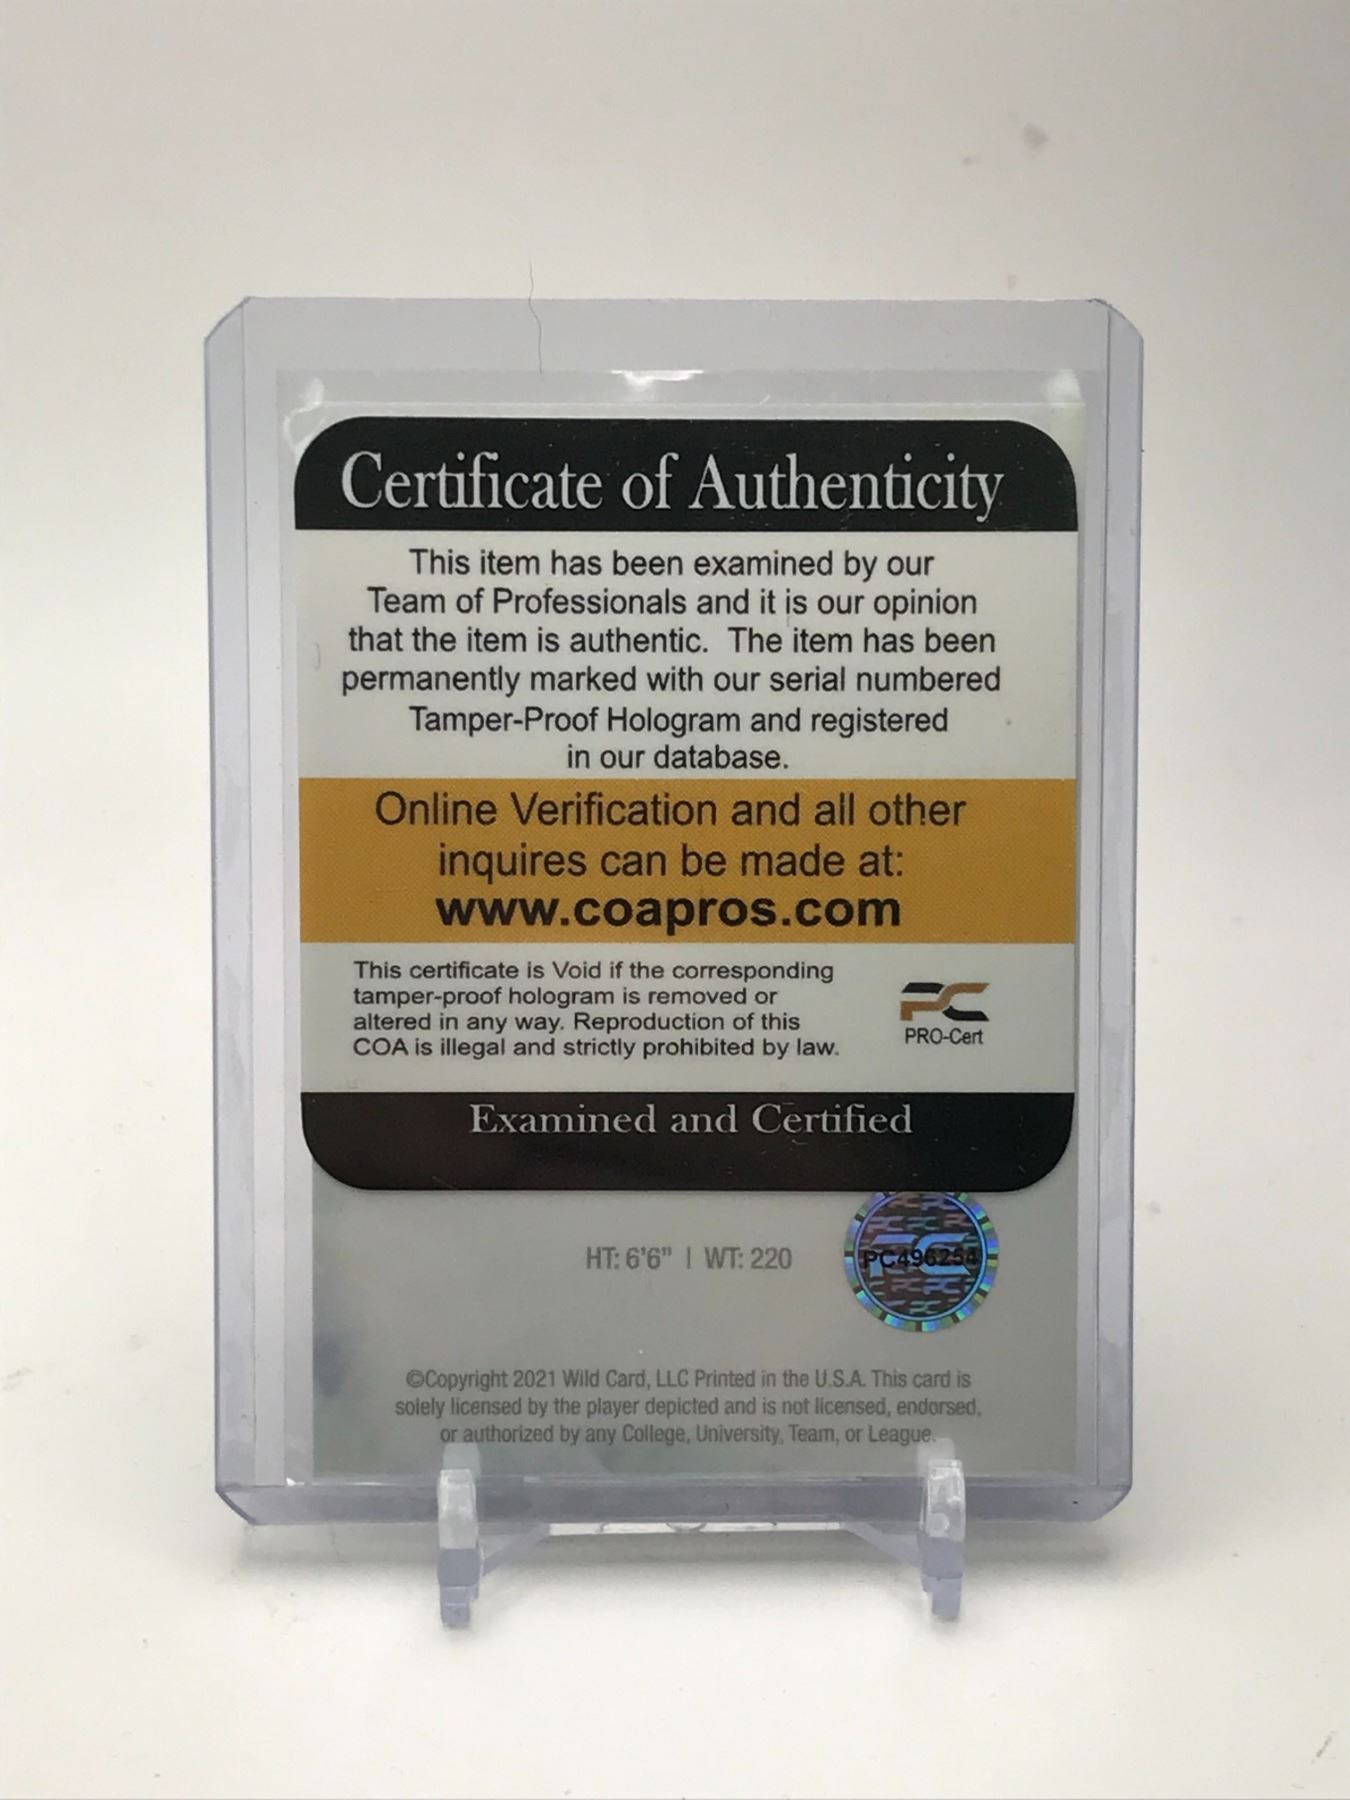 Certificate of Authenticity
This item has been examined by our
Team of Professionals and it is our opinion
that the item is authentic. The item has been
permanently marked with our serial numbered
Tamper-Proof Hologram and registered
in our database.
Online Verification and all other
inquires can be made at:
www.coapros.com
This certificate is Void if the corresponding
tamper-proof hologram is removed or
altered in any way. Reproduction of this
COA is illegal and strictly prohibited by law.
PC
PRO-Cert
Examined and Certified
HT: 6'6" | WT: 220
PC496254
©Copyright 2021 Wild Card, LLC Printed in the U.S.A. This card is
solely licensed by the player depicted and is not licensed, endorsed,
or authorized by any College, University, Team, or League.